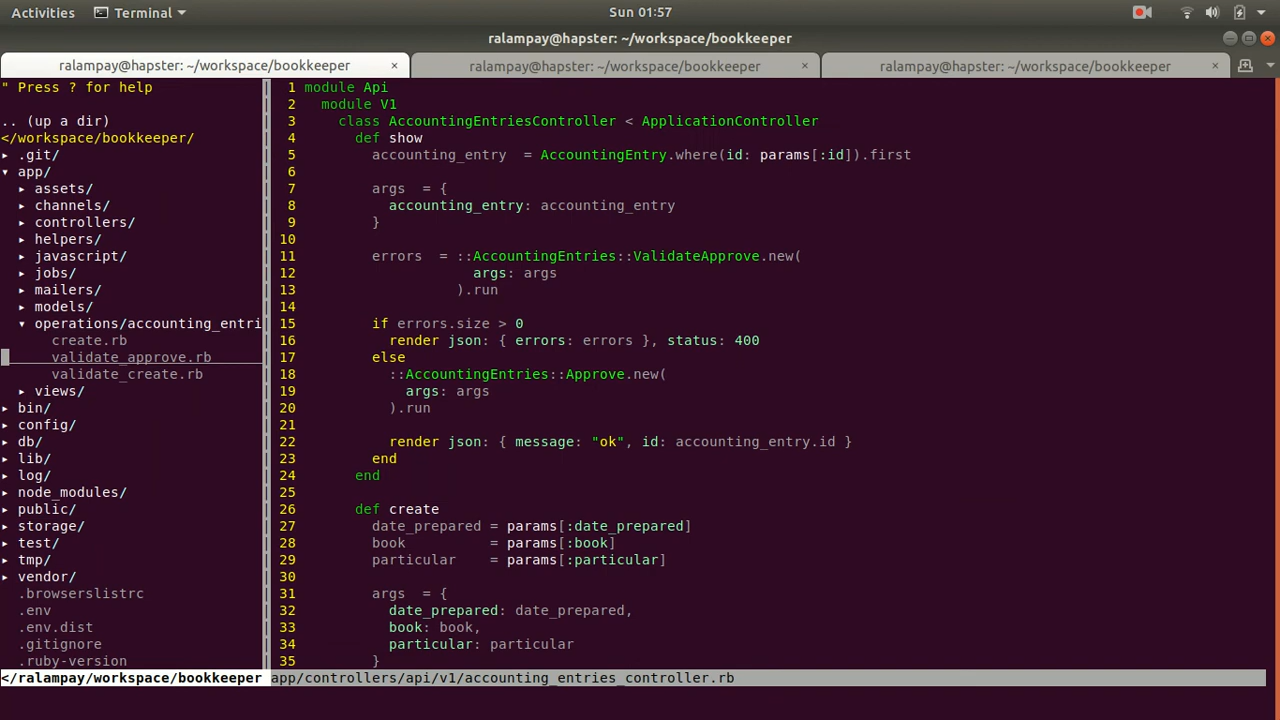 Activities Terminal Sun 01:57
ralampay@hapster: ~/workspace/bookkeeper
ralampay@hapster: ~/workspace/bookkeeper × ralampay@hapster: ~/workspace/bookkeeper × ralampay@hapster: ~/workspace/bookkeeper ×
" Press ? for help
.. (up a dir)
</workspace/bookkeeper/
▸ .git/
▾ app/
▸ assets/
▸ channels/
▸ controllers/
▸ helpers/
▸ javascript/
▸ jobs/
▸ mailers/
▸ models/
▾ operations/accounting_entri
create.rb
validate_approve.rb
validate_create.rb
▸ views/
▸ bin/
▸ config/
▸ db/
▸ lib/
▸ log/
▸ node_modules/
▸ public/
▸ storage/
▸ test/
▸ tmp/
▸ vendor/
.browserslistrc
.env
.env.dist
.gitignore
.ruby-version
</ralampay/workspace/bookkeeper
1 module Api
2   module V1
3     class AccountingEntriesController < ApplicationController
4       def show
5         accounting_entry  = AccountingEntry.where(id: params[:id]).first
6
7         args  = {
8           accounting_entry: accounting_entry
9         }
10
11         errors  = ::AccountingEntries::ValidateApprove.new(
12                     args: args
13                   ).run
14
15         if errors.size > 0
16           render json: { errors: errors }, status: 400
17         else
18           ::AccountingEntries::Approve.new(
19             args: args
20           ).run
21
22           render json: { message: "ok", id: accounting_entry.id }
23         end
24       end
25
26       def create
27         date_prepared = params[:date_prepared]
28         book          = params[:book]
29         particular    = params[:particular]
30
31         args  = {
32           date_prepared: date_prepared,
33           book: book,
34           particular: particular
35         }
app/controllers/api/v1/accounting_entries_controller.rb